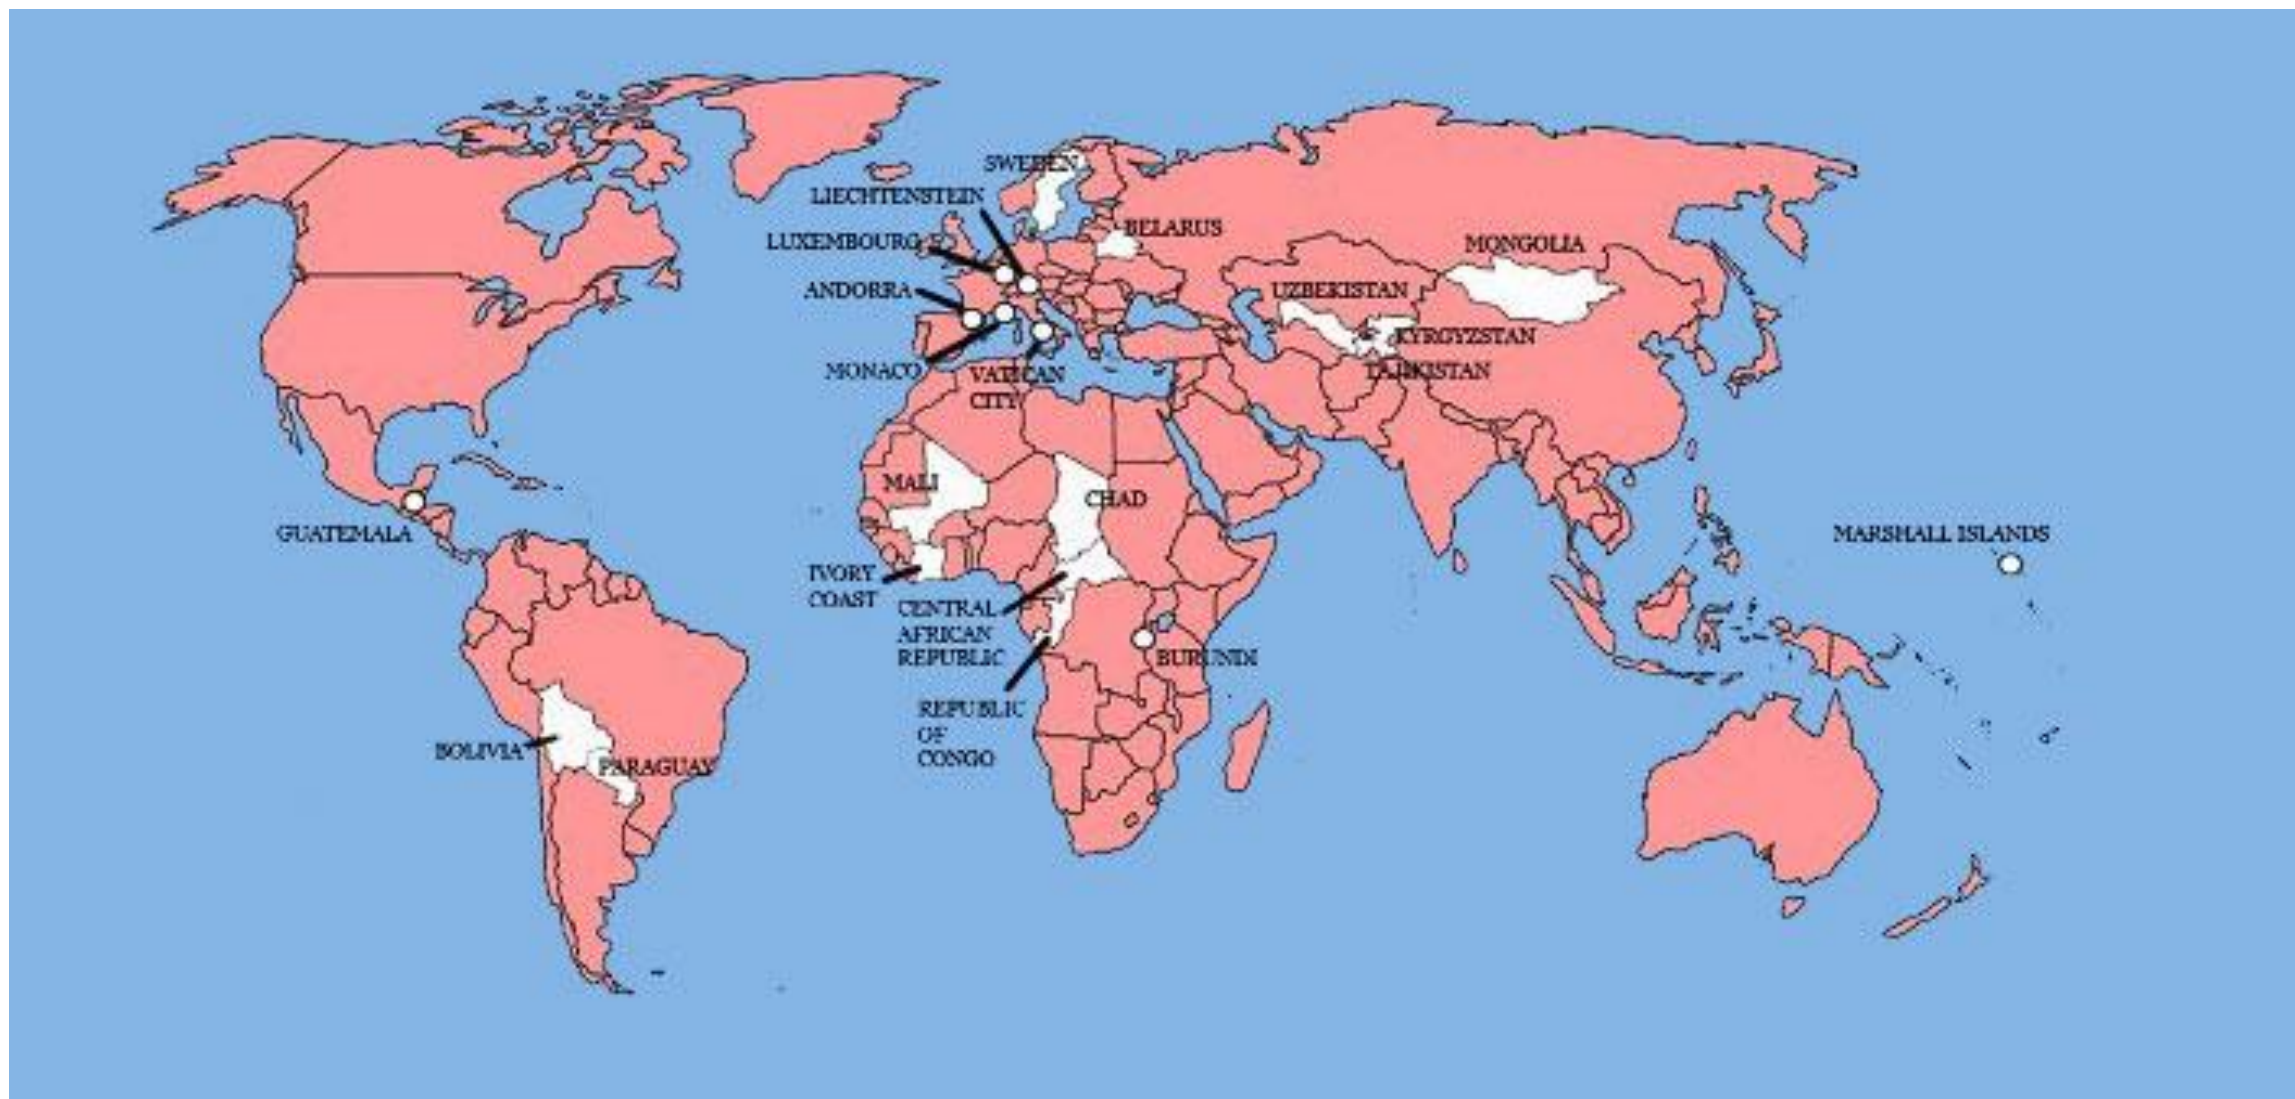 SWEDEN
LIECHTENSTEIN
BELARUS
LUXEMBOURG
MONGOLIA
ANDORRA
UZBEKISTAN
KYRGYZSTAN
MONACO
VATICAN
CITY
TAJIKISTAN
MALI
CHAD
GUATEMALA
MARSHALL ISLANDS
IVORY
COAST
CENTRAL
AFRICAN
REPUBLIC
BURUNDI
REPUBLIC
OF
CONGO
BOLIVIA
PARAGUAY